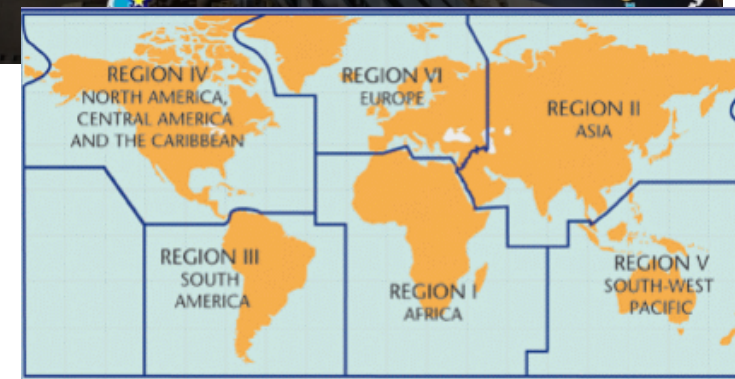 REGION IV
NORTH AMERICA,
CENTRAL AMERICA
AND THE CARIBBEAN
REGION VI
EUROPE
REGION II
ASIA
REGION III
SOUTH
AMERICA
REGION I
AFRICA
REGION V
SOUTH-WEST
PACIFIC